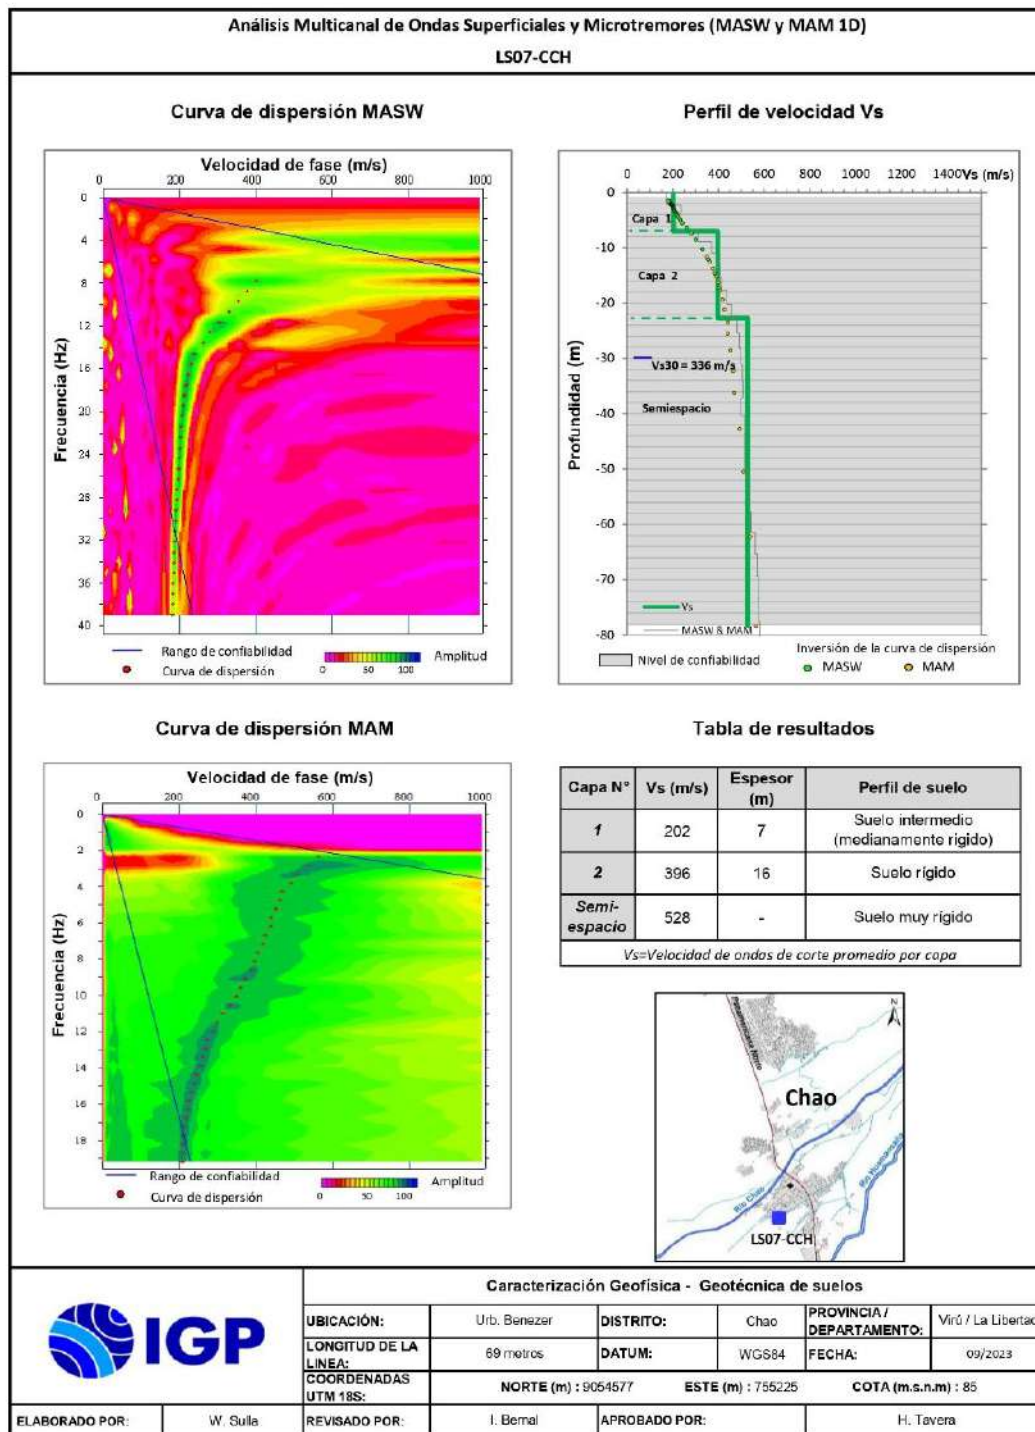 Análisis Multicanal de Ondas Superficiales y Microtremores (MASW y MAM 1D)
LS07-CCH
Curva de dispersión MASW
Velocidad de fase (m/s)
0 200 400 600 800 1000
Frecuencia (Hz)
0
4
8
12
16
20
24
28
32
36
40
Rango de confiabilidad
Curva de dispersión
Amplitud
0 50 100
Perfil de velocidad Vs
0 200 400 600 800 1000 1200 1400 Vs (m/s)
Profundidad (m)
0
-10
-20
-30
-40
-50
-60
-70
-80
Capa 1
Capa 2
Vs30 = 336 m/s
Semiespacio
Vs
MASW & MAM
Nivel de confiabilidad
Inversión de la curva de dispersión
MASW MAM
Curva de dispersión MAM
Velocidad de fase (m/s)
0 200 400 600 800 1000
Frecuencia (Hz)
0
2
4
6
8
10
12
14
16
18
Rango de confiabilidad
Curva de dispersión
Amplitud
0 50 100
Tabla de resultados
Capa N° Vs (m/s) Espesor (m) Perfil de suelo
1 202 7 Suelo intermedio (medianamente rigido)
2 396 16 Suelo rígido
Semi-espacio 528 - Suelo muy rígido
Vs=Velocidad de ondas de corte promedio por capa
Panamericana Norte
N
Chao
Río Chao
Río Huamanzaña
LS07-CCH
IGP
Caracterización Geofísica - Geotécnica de suelos
UBICACIÓN: Urb. Benezer DISTRITO: Chao PROVINCIA / DEPARTAMENTO: Virú / La Libertad
LONGITUD DE LA LINEA: 69 metros DATUM: WGS84 FECHA: 09/2023
COORDENADAS UTM 18S: NORTE (m) : 9054577 ESTE (m) : 755225 COTA (m.s.n.m) : 85
ELABORADO POR: W. Sulla REVISADO POR: I. Bernal APROBADO POR: H. Tavera